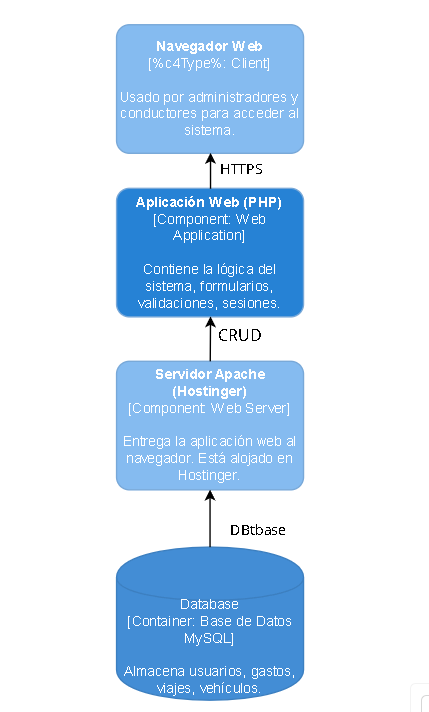 Navegador Web
[%c4Type%: Client]
Usado por administradores y
conductores para acceder al
sistema.
HTTPS
Aplicación Web (PHP)
[Component: Web
Application]
Contiene la lógica del
sistema, formularios,
validaciones, sesiones.
CRUD
Servidor Apache
(Hostinger)
[Component: Web Server]
Entrega la aplicación web al
navegador. Está alojado en
Hostinger.
DBtbase
Database
[Container: Base de Datos
MySQL]
Almacena usuarios, gastos,
viajes, vehículos.